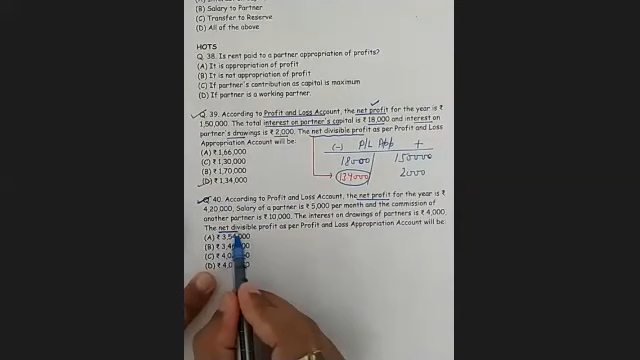 (B) Salary to Partner
(C) Transfer to Reserve
(D) All of the above
HOTS
Q. 38. Is rent paid to a partner appropriation of profits?
(A) It is appropriation of profit
(B) It is not appropriation of profit
(C) If partner's contribution as capital is maximum
(D) If partner is a working partner.
Q. 39. According to Profit and Loss Account, the net profit for the year is ₹
1,50,000. The total interest on partner's capital is ₹ 18,000 and interest on
partner's drawings is ₹ 2,000. The net divisible profit as per Profit and Loss
Appropriation Account will be:
(A) ₹ 1,66,000
(C) ₹ 1,30,000
(B) ₹ 1,70,000
(D) ₹ 1,34,000
(-) P/L App +
18000 150000
134000 2000
Q. 40. According to Profit and Loss Account, the net profit for the year is ₹
4,20,000, Salary of a partner is ₹ 5,000 per month and the commission of
another partner is ₹ 10,000. The interest on drawings of partners is ₹ 4,000.
The net divisible profit as per Profit and Loss Appropriation Account will be:
(A) ₹ 3,54,000
(B) ₹ 3,
(C) ₹ 4,
(D) ₹ 4,